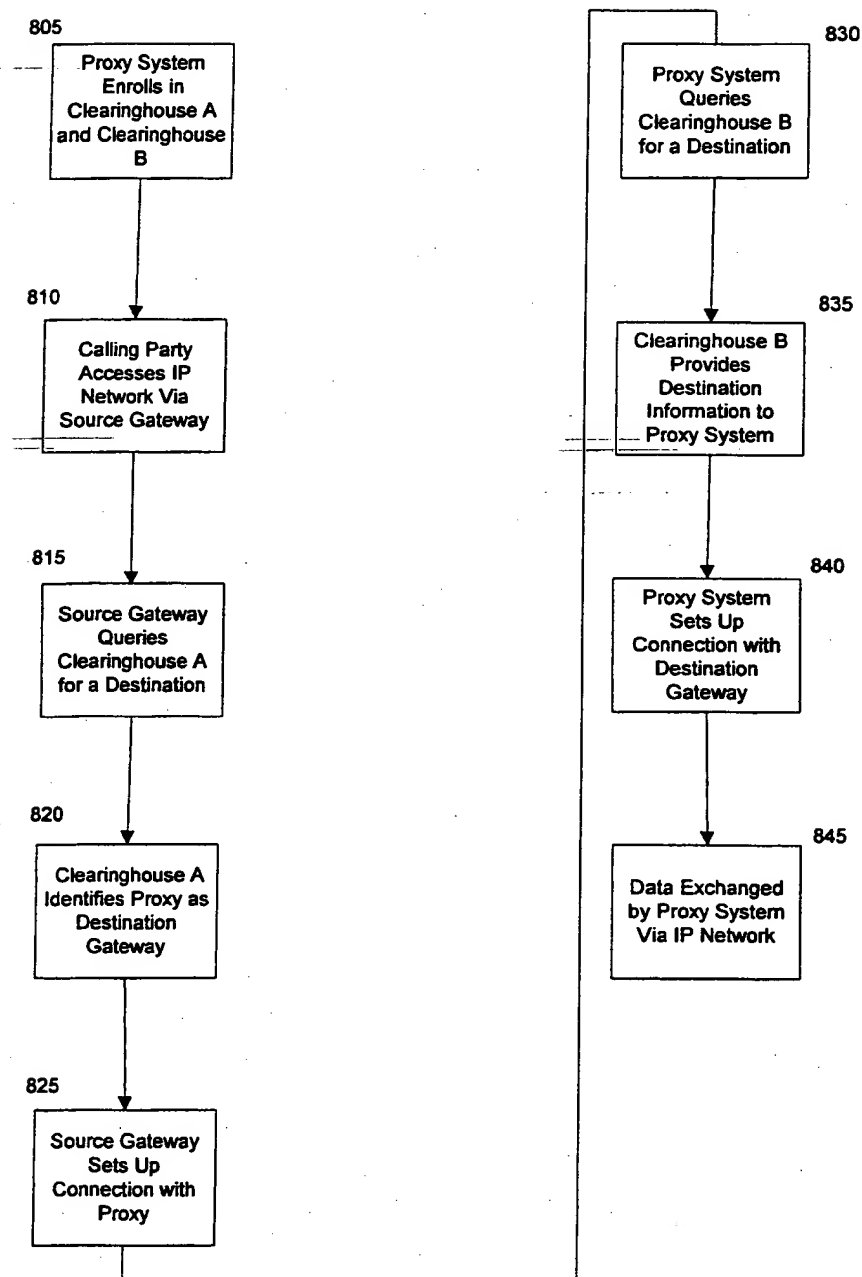 805
Proxy System
Enrolls in
Clearinghouse A
and Clearinghouse
B
810
Calling Party
Accesses IP
Network Via
Source Gateway
815
Source Gateway
Queries
Clearinghouse A
for a Destination
820
Clearinghouse A
Identifies Proxy as
Destination
Gateway
825
Source Gateway
Sets Up
Connection with
Proxy
830
Proxy System
Queries
Clearinghouse B
for a Destination
835
Clearinghouse B
Provides
Destination
Information to
Proxy System
840
Proxy System
Sets Up
Connection with
Destination
Gateway
845
Data Exchanged
by Proxy System
Via IP Network